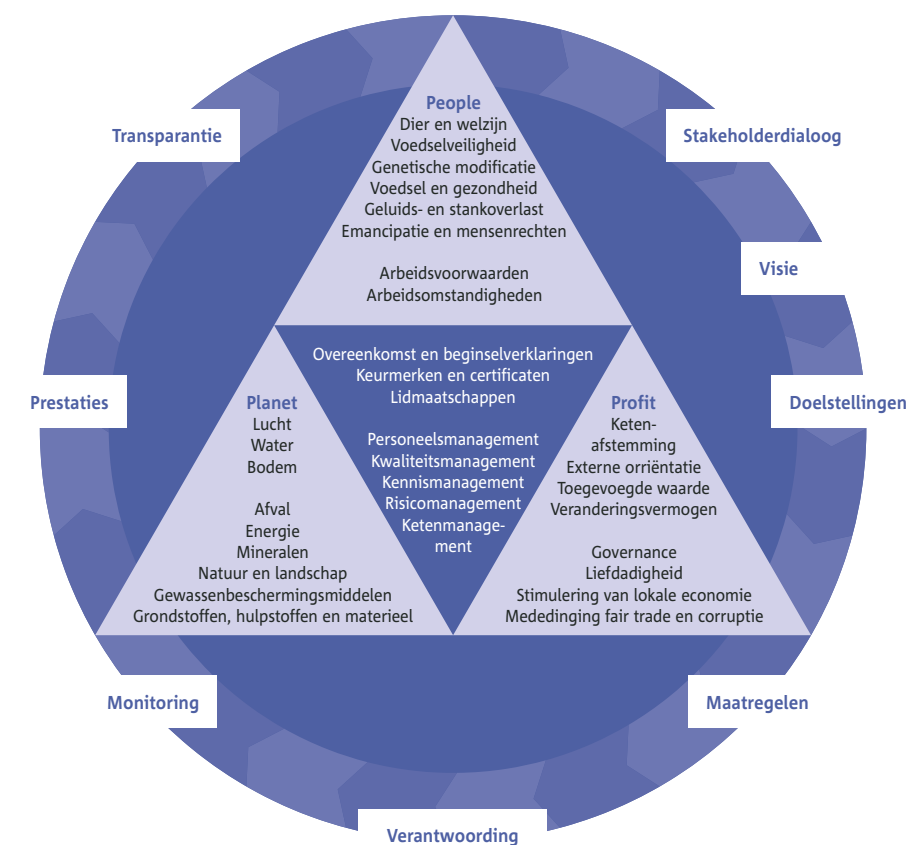 People
Dier en welzijn
Voedselveiligheid
Genetische modificatie
Voedsel en gezondheid
Geluids- en stankoverlast
Emancipatie en mensenrechten
Arbeidsvoorwaarden
Arbeidsomstandigheden
Overeenkomst en beginselverklaringen
Keurmerken en certificaten
Lidmaatschappen
Personeelsmanagement
Kwaliteitsmanagement
Kennismanagement
Risicomanagement
Ketenmanage-
ment
Planet
Lucht
Water
Bodem
Afval
Energie
Mineralen
Natuur en landschap
Gewassenbeschermingsmiddelen
Grondstoffen, hulpstoffen en materieel
Profit
Keten-
afstemming
Externe orriëntatie
Toegevoegde waarde
Veranderingsvermogen
Governance
Liefdadigheid
Stimulering van lokale economie
Mededinging fair trade en corruptie
Stakeholderdialoog
Visie
Doelstellingen
Maatregelen
Verantwoording
Monitoring
Prestaties
Transparantie